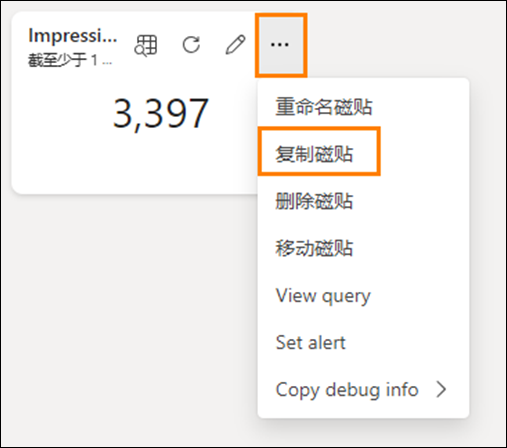 Impressi...
截至少于 1 ...
3,397
重命名磁贴
复制磁贴
删除磁贴
移动磁贴
View query
Set alert
Copy debug info